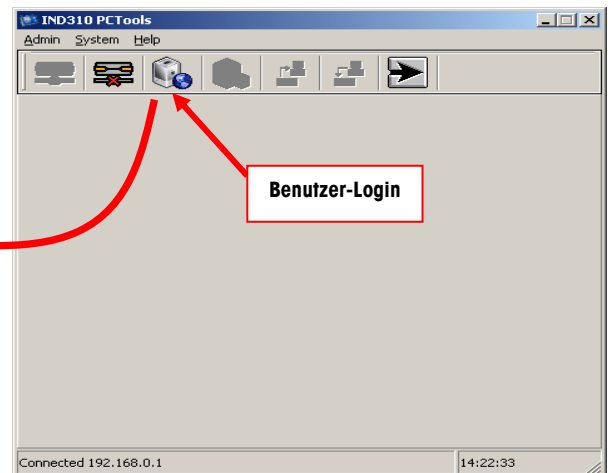 IND310 PCTools
Admin System Help
Benutzer-Login
Connected 192.168.0.1 14:22:33